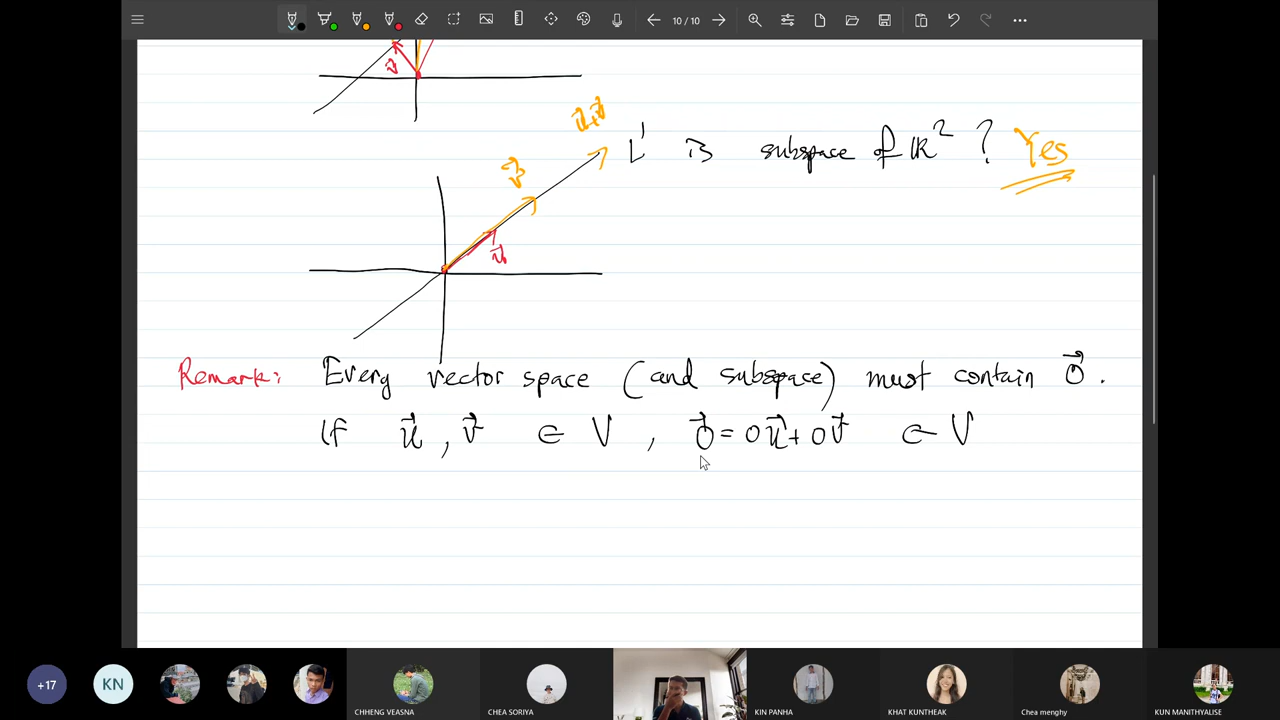 10 / 10
v⃗
u⃗+v⃗
L' is subspace of ℝ² ? Yes
v⃗
u⃗
Remark: Every vector space (and subspace) must contain 0⃗.
If u⃗, v⃗ ∈ V, 0⃗ = 0u⃗ + 0v⃗ ∈ V
+17
KN
CHHENG VEASNA
CHEA SORIYA
KIN PANHA
KHAT KUNTHEAK
Chea menghy
KUN MANITHYALISE